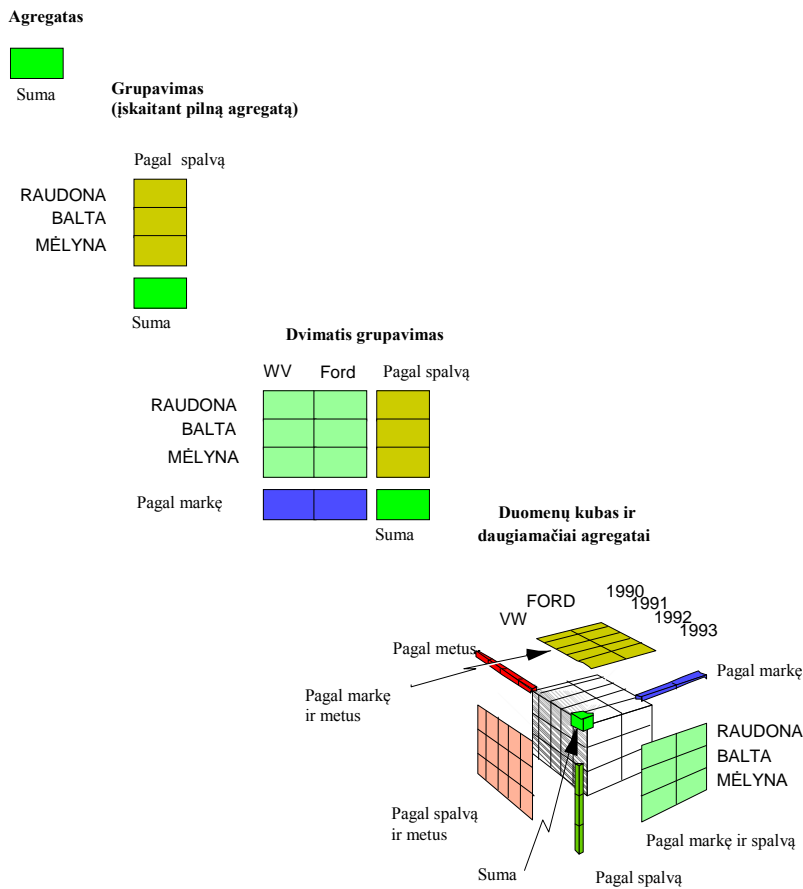 Agregatas
Suma
Grupavimas
(įskaitant pilną agregatą)
Pagal spalvą
RAUDONA
BALTA
MĖLYNA
Suma
Dvimatis grupavimas
WV Ford Pagal spalvą
RAUDONA
BALTA
MĖLYNA
Pagal markę
Suma
Duomenų kubas ir
daugiamačiai agregatai
VW
FORD
1990
1991
1992
1993
Pagal metus
Pagal markę
Pagal markę
ir metus
RAUDONA
BALTA
MĖLYNA
Pagal spalvą
ir metus
Pagal markę ir spalvą
Suma
Pagal spalvą